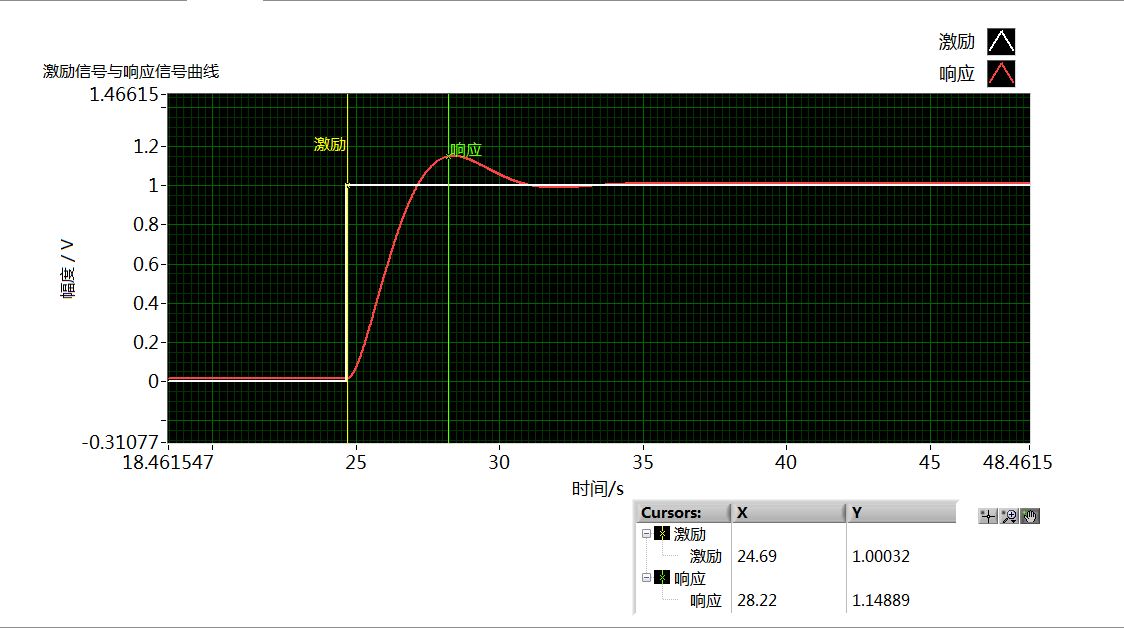 激励
响应
激励信号与响应信号曲线
1.46615
1.2
1
0.8
0.6
0.4
0.2
0
-0.31077
幅度 / V
激励
响应
18.461547 25 30 35 40 45 48.4615
时间/s
Cursors: X Y
激励
激励 24.69 1.00032
响应
响应 28.22 1.14889